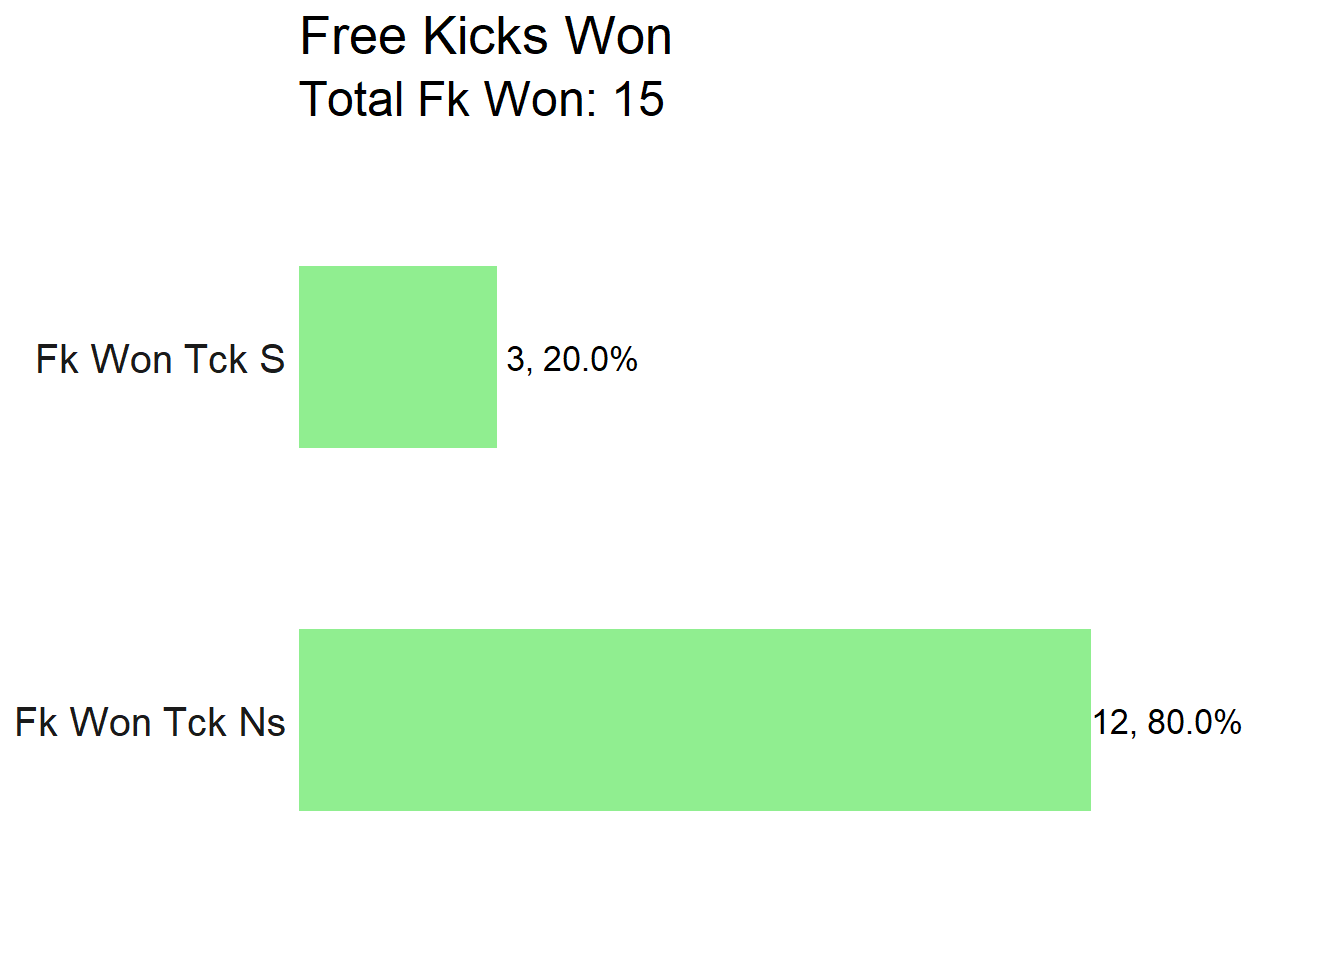 Free Kicks Won
Total Fk Won: 15
Fk Won Tck S
3, 20.0%
Fk Won Tck Ns
12, 80.0%